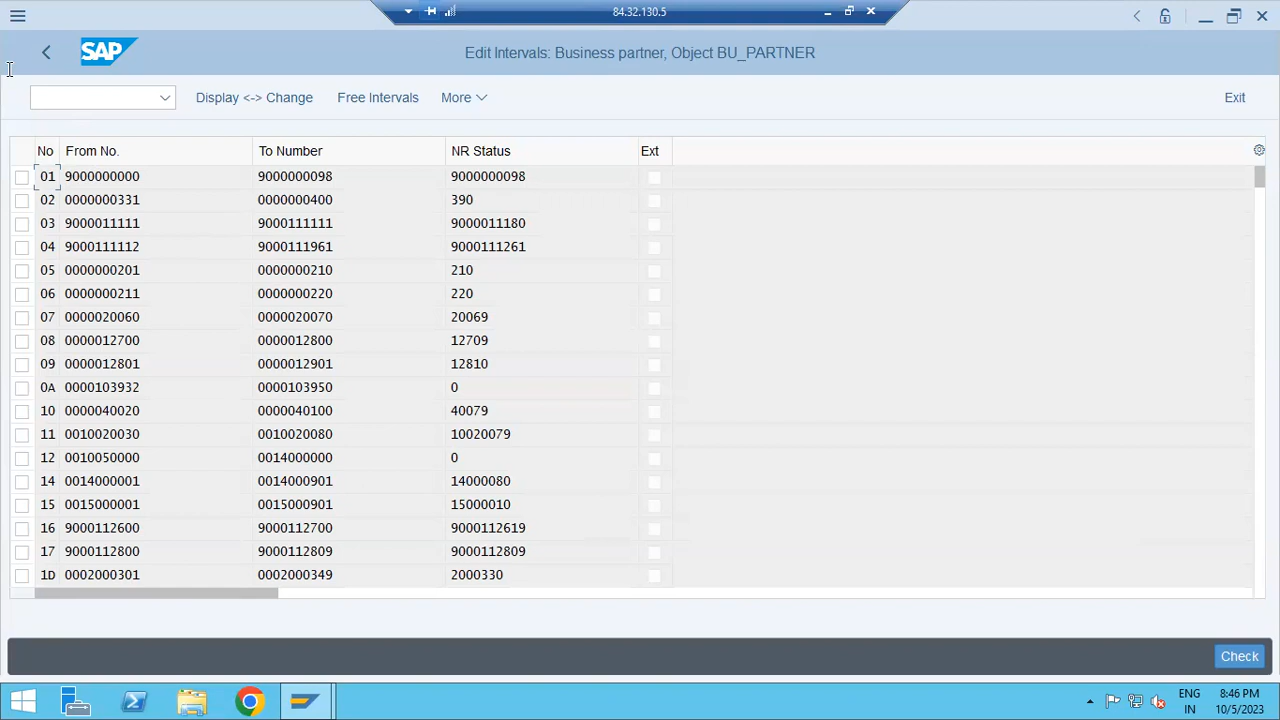 84.32.130.5
SAP
Edit Intervals: Business partner, Object BU_PARTNER
Display <-> Change Free Intervals More Exit
No From No. To Number NR Status Ext
01 9000000000 9000000098 9000000098
02 0000000331 0000000400 390
03 9000011111 9000111111 9000011180
04 9000111112 9000111961 9000111261
05 0000000201 0000000210 210
06 0000000211 0000000220 220
07 0000020060 0000020070 20069
08 0000012700 0000012800 12709
09 0000012801 0000012901 12810
0A 0000103932 0000103950 0
10 0000040020 0000040100 40079
11 0010020030 0010020080 10020079
12 0010050000 0014000000 0
14 0014000001 0014000901 14000080
15 0015000001 0015000901 15000010
16 9000112600 9000112700 9000112619
17 9000112800 9000112809 9000112809
1D 0002000301 0002000349 2000330
Check
ENG 8:46 PM
IN 10/5/2023